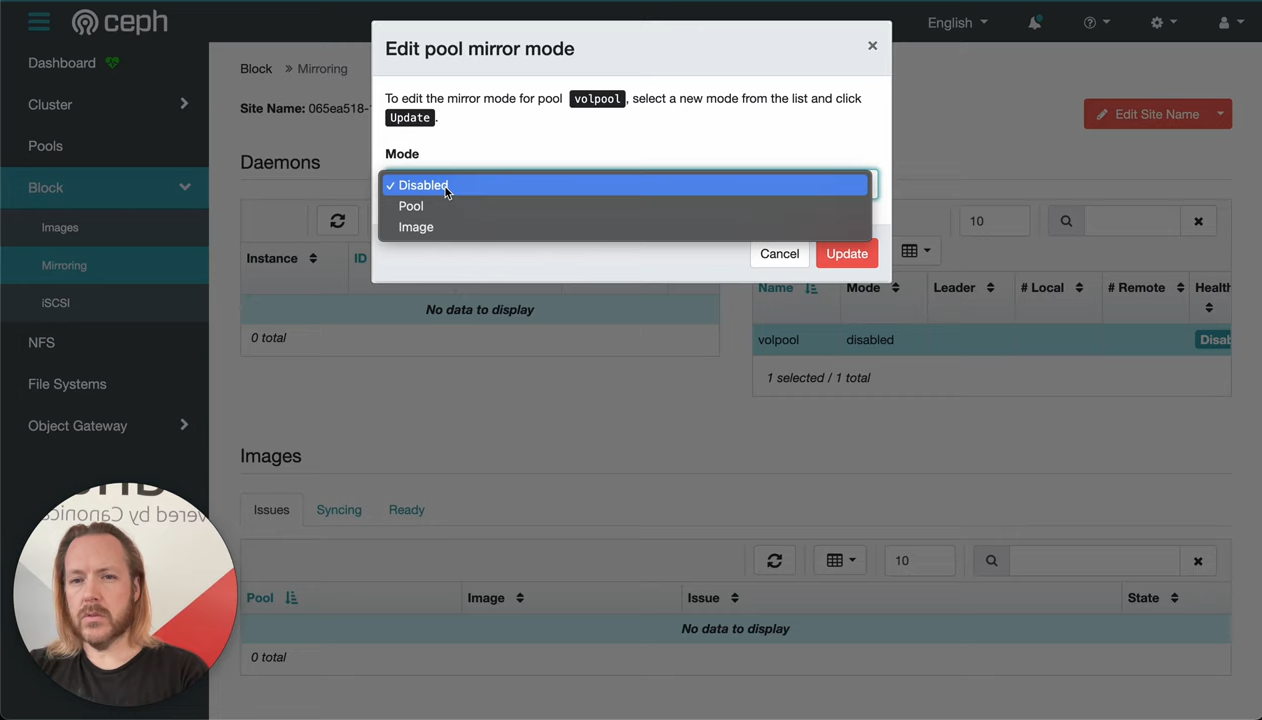 ceph
English
Dashboard
Cluster
Pools
Block
Images
Mirroring
iSCSI
NFS
File Systems
Object Gateway
Block » Mirroring
Site Name: 065ea518-
Edit Site Name
Daemons
Instance
ID
No data to display
0 total
Edit pool mirror mode
×
To edit the mirror mode for pool volpool, select a new mode from the list and click
Update.
Mode
✓ Disabled
Pool
Image
Cancel
Update
10
Name Mode Leader # Local # Remote Health
volpool disabled Disab
1 selected / 1 total
Images
Issues Syncing Ready
10
Pool Image Issue State
No data to display
0 total
vered by Canonica